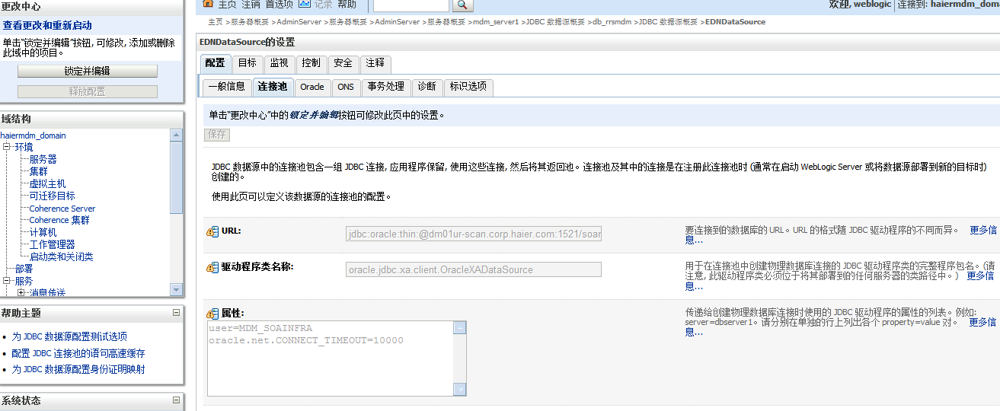 更改中心
查看更改和重新启动
单击"锁定并编辑"按钮, 可修改, 添加或删除
此域中的项目。
锁定并编辑
释放配置
域结构
haiermdm_domain
环境
服务器
集群
虚拟主机
可迁移目标
Coherence Server
Coherence 集群
计算机
工作管理器
启动类和关闭类
部署
服务
消息传送
帮助主题
为 JDBC 数据源配置测试选项
配置 JDBC 连接池的语句高速缓存
为 JDBC 数据源配置身份证明映射
系统状态
主页 注销 首选项 记录 帮助
欢迎, weblogic 连接到: haiermdm_doma
主页 >服务器概要 >AdminServer >服务器概要 >AdminServer >服务器概要 >mdm_server1 >JDBC 数据源概要 >db_rrsmdm >JDBC 数据源概要 >EDNDataSource
EDNDataSource的设置
配置 目标 监视 控制 安全 注释
一般信息 连接池 Oracle ONS 事务处理 诊断 标识选项
单击"更改中心"中的锁定并编辑按钮可修改此页中的设置。
保存
JDBC 数据源中的连接池包含一组 JDBC 连接, 应用程序保留, 使用这些连接, 然后将其返回池。连接池及其中的连接是在注册此连接池时 (通常在启动 WebLogic Server 或将数据源部署到新的目标时)
创建的。
使用此页可以定义该数据源的连接池的配置。
URL:
jdbc:oracle:thin:@dm01ur-scan.corp.haier.com:1521/soar
要连接到的数据库的 URL。URL 的格式随 JDBC 驱动程序的不同而异。 更多信
息...
驱动程序类名称:
oracle.jdbc.xa.client.OracleXADataSource
用于在连接池中创建物理数据库连接的 JDBC 驱动程序类的完整程序包名。(请
注意, 此驱动程序类必须位于将其部署到的任何服务器的类路径中。) 更多信
息...
属性:
user=MDM_SOAINFRA
oracle.net.CONNECT_TIMEOUT=10000
传递给创建物理数据库连接时使用的 JDBC 驱动程序的属性的列表。例如:
server=dbserver1。请分别在单独的行上列出各个 property=value 对。 更多信
息...